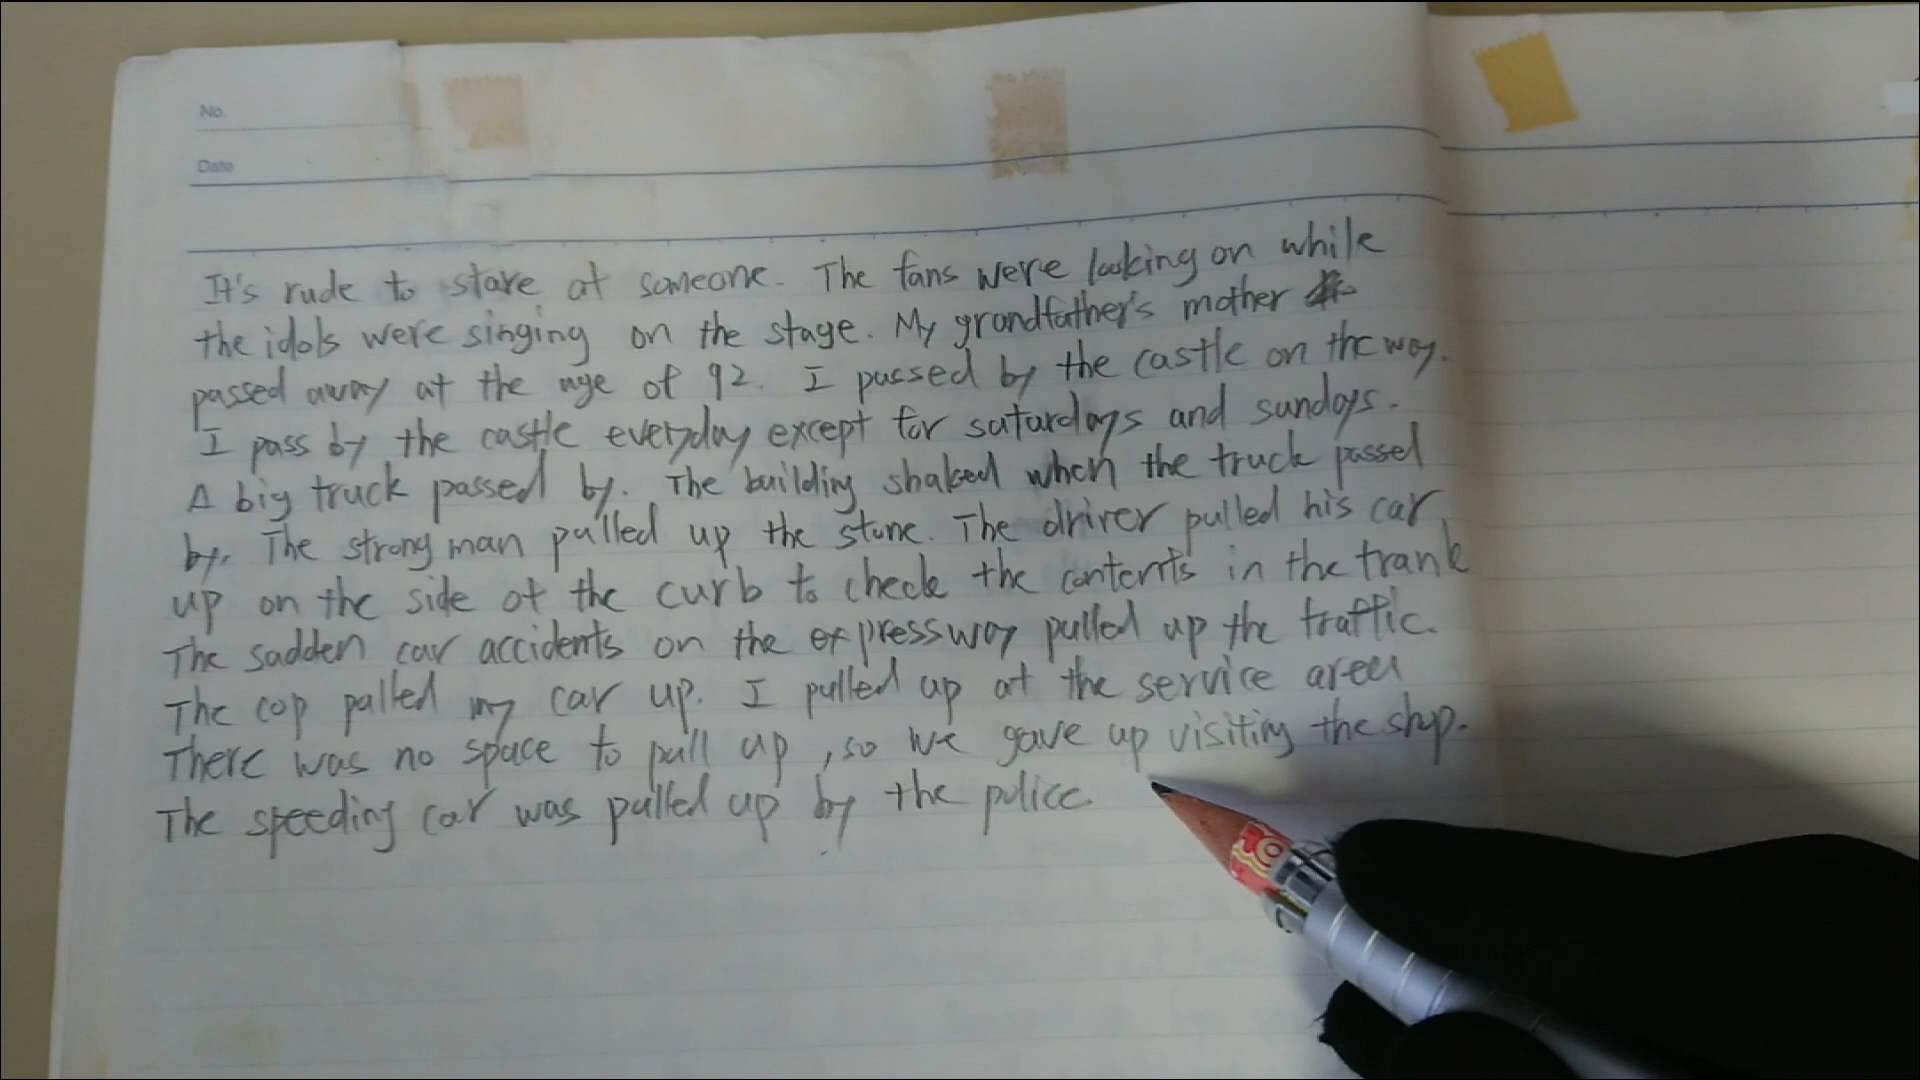 No.
Date
It's rude to stare at someone. The fans were looking on while
the idols were singing on the stage. My grandfather's mother
passed away at the age of 92. I passed by the castle on the way.
I pass by the castle everyday except for saturdays and sundays.
A big truck passed by. The building shaked when the truck passed
by. The strong man pulled up the stone. The driver pulled his car
up on the side of the curb to check the contents in the trank
The sadden car accidents on the expressway pulled up the traffic.
The cop palled my car up. I pulled up at the service area
There was no space to pull up, so we gave up visiting the shop.
The speeding car was pulled up by the police.